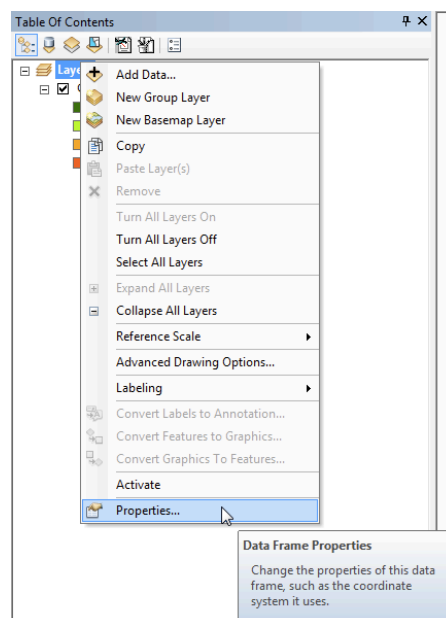 Table Of Contents
Laye
Add Data...
New Group Layer
New Basemap Layer
Copy
Paste Layer(s)
Remove
Turn All Layers On
Turn All Layers Off
Select All Layers
Expand All Layers
Collapse All Layers
Reference Scale
Advanced Drawing Options...
Labeling
Convert Labels to Annotation...
Convert Features to Graphics...
Convert Graphics To Features...
Activate
Properties...
Data Frame Properties
Change the properties of this data
frame, such as the coordinate
system it uses.